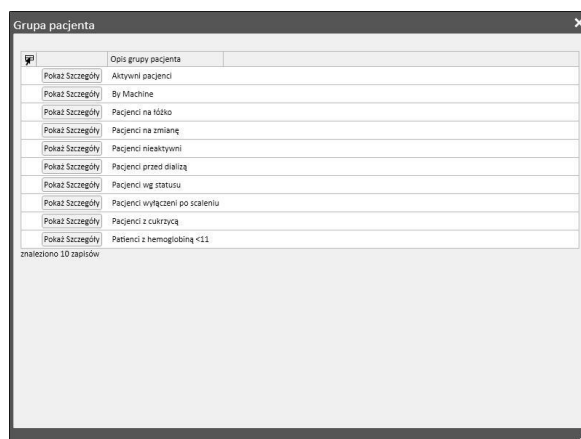 Grupa pacjenta
Opis grupy pacjenta
Pokaż Szczegóły Aktywni pacjenci
Pokaż Szczegóły By Machine
Pokaż Szczegóły Pacjenci na łóżko
Pokaż Szczegóły Pacjenci na zmianę
Pokaż Szczegóły Pacjenci nieaktywni
Pokaż Szczegóły Pacjenci przed dializą
Pokaż Szczegóły Pacjenci wg statusu
Pokaż Szczegóły Pacjenci wyłączeni po scaleniu
Pokaż Szczegóły Pacjenci z cukrzycą
Pokaż Szczegóły Patienci z hemoglobiną <11
znaleziono 10 zapisów